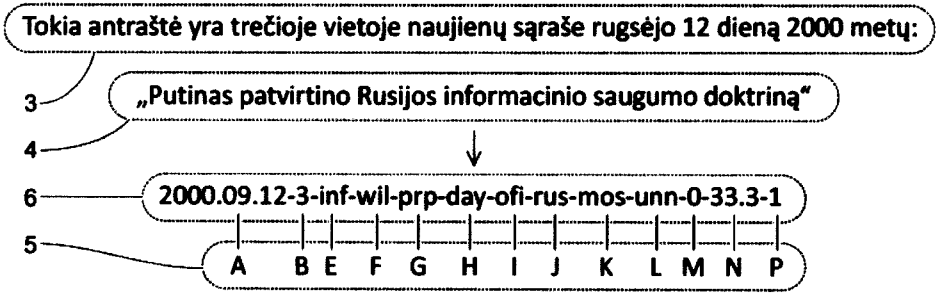 Tokia antraštė yra trečioje vietoje naujienų sąraše rugsėjo 12 dieną 2000 metų:
3
„Putinas patvirtino Rusijos informacinio saugumo doktriną“
4
6 2000.09.12-3-inf-wil-prp-day-ofi-rus-mos-unn-0-33.3-1
5 A B E F G H I J K L M N P